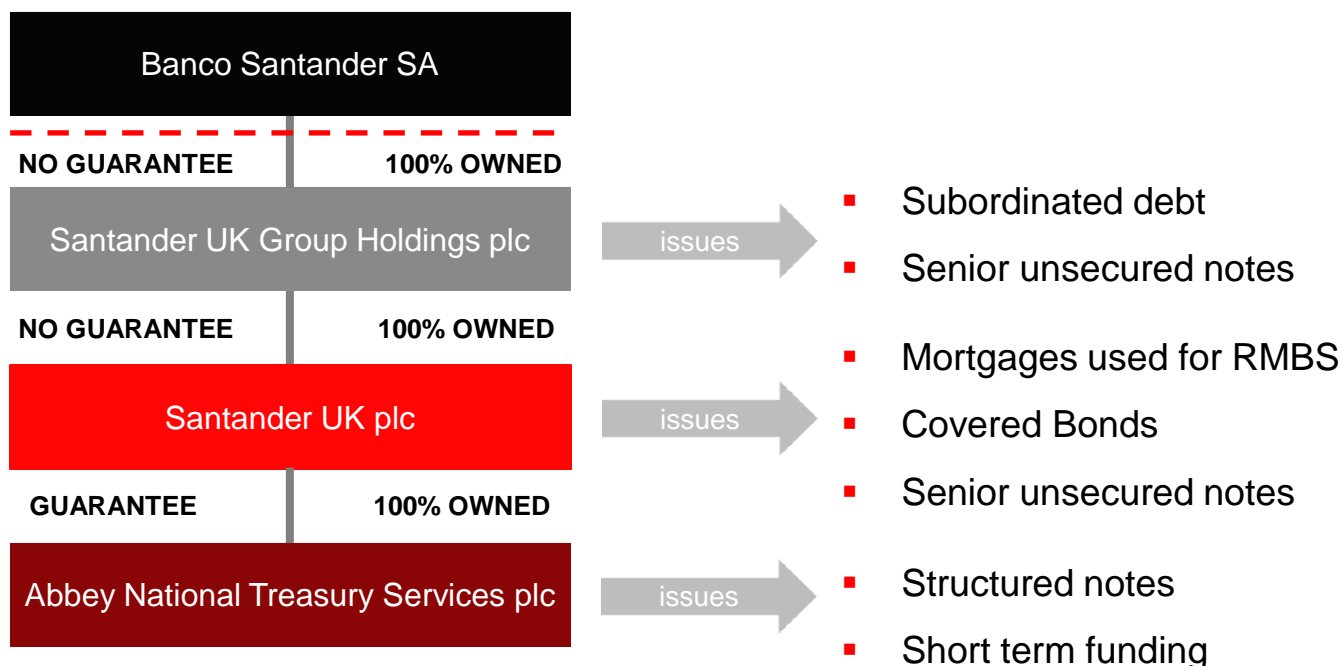 Banco Santander SA
NO GUARANTEE 100% OWNED
Santander UK Group Holdings plc
issues
▪ Subordinated debt
▪ Senior unsecured notes
NO GUARANTEE 100% OWNED
Santander UK plc
issues
▪ Mortgages used for RMBS
▪ Covered Bonds
▪ Senior unsecured notes
GUARANTEE 100% OWNED
Abbey National Treasury Services plc
issues
▪ Structured notes
▪ Short term funding